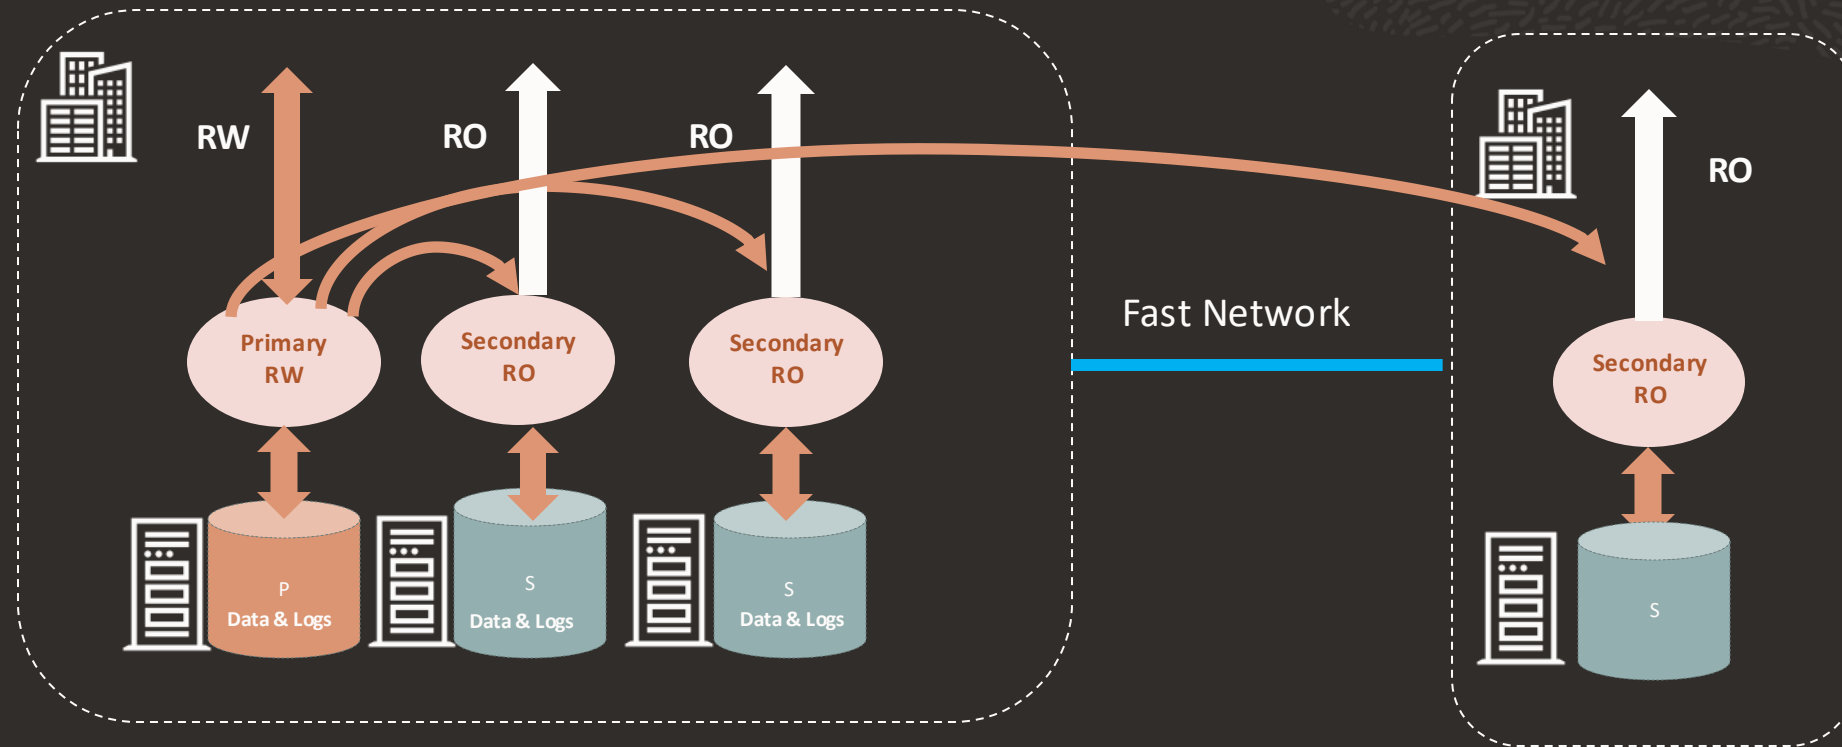 RW
RO
RO
RO
Primary
RW
Secondary
RO
Secondary
RO
Fast Network
Secondary
RO
P
Data & Logs
S
Data & Logs
S
Data & Logs
S